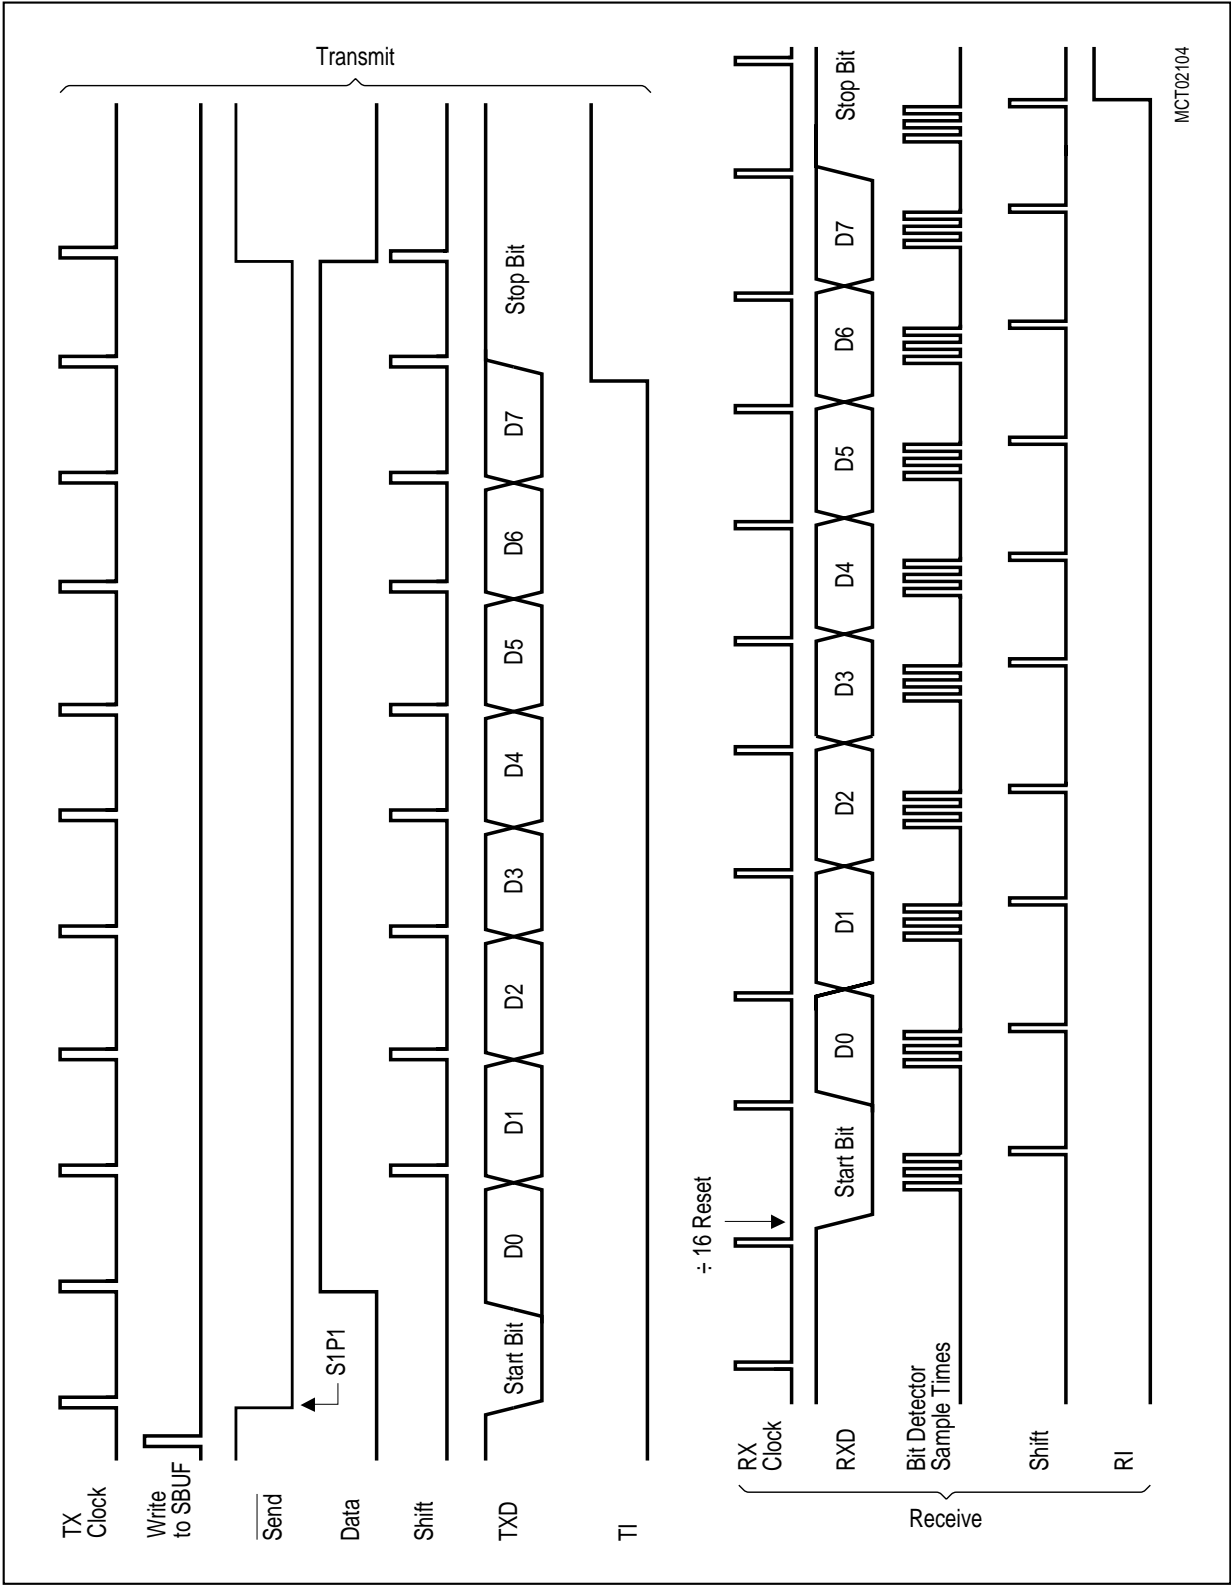 Transmit
TX
Clock
Write
to SBUF
Send
S1P1
Data
Shift
TXD
Start Bit D0 D1 D2 D3 D4 D5 D6 D7 Stop Bit
TI
÷ 16 Reset
RX
Clock
RXD
Start Bit D0 D1 D2 D3 D4 D5 D6 D7 Stop Bit
Bit Detector
Sample Times
Shift
RI
Receive
MCT02104